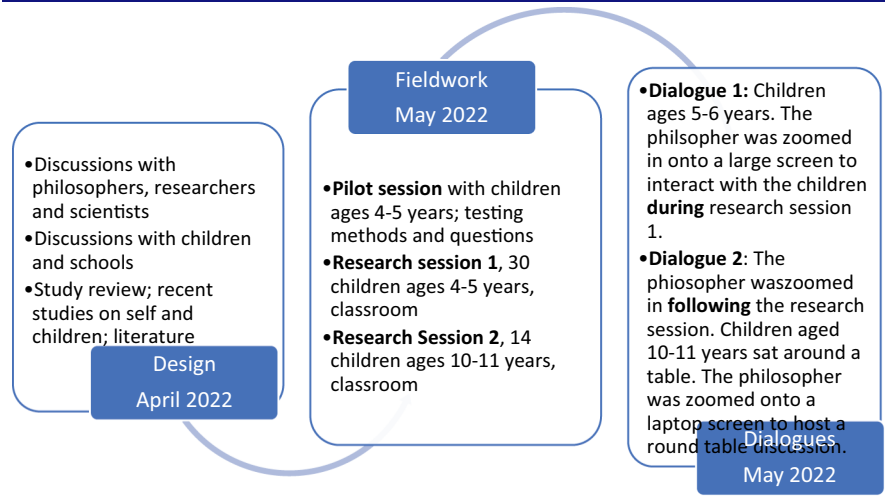 •Discussions with
philosophers, researchers
and scientists
•Discussions with children
and schools
•Study review; recent
studies on self and
children; literature
Design
April 2022
Fieldwork
May 2022
•Pilot session with children
ages 4-5 years; testing
methods and questions
•Research session 1, 30
children ages 4-5 years,
classroom
•Research Session 2, 14
children ages 10-11 years,
classroom
•Dialogue 1: Children
ages 5-6 years. The
philsopher was zoomed
in onto a large screen to
interact with the children
during research session
1.
•Dialogue 2: The
phiosopher waszoomed
in following the research
session. Children aged
10-11 years sat around a
table. The philosopher
was zoomed onto a
laptop screen to host a
round table discussion.
Dialogues
May 2022